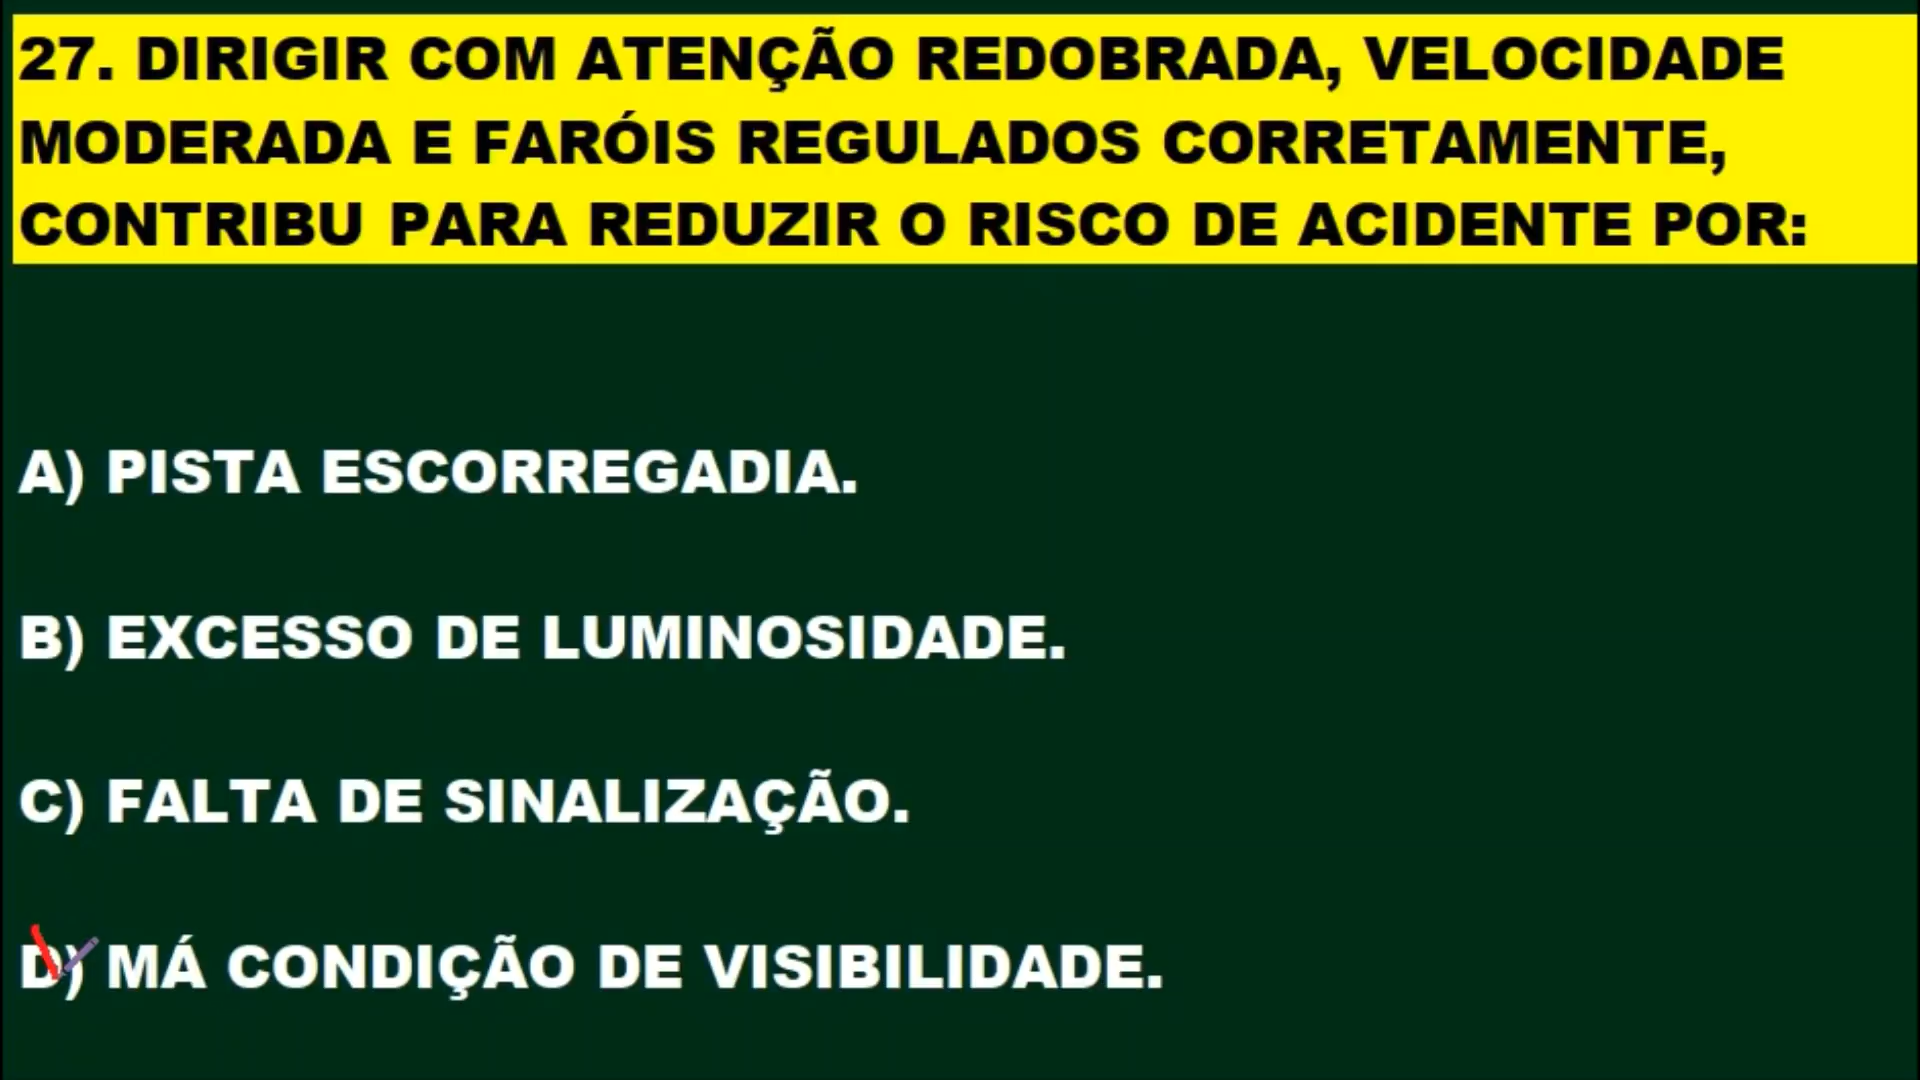 27. DIRIGIR COM ATENÇÃO REDOBRADA, VELOCIDADE
MODERADA E FARÓIS REGULADOS CORRETAMENTE,
CONTRIBU PARA REDUZIR O RISCO DE ACIDENTE POR:
A) PISTA ESCORREGADIA.
B) EXCESSO DE LUMINOSIDADE.
C) FALTA DE SINALIZAÇÃO.
D) MÁ CONDIÇÃO DE VISIBILIDADE.